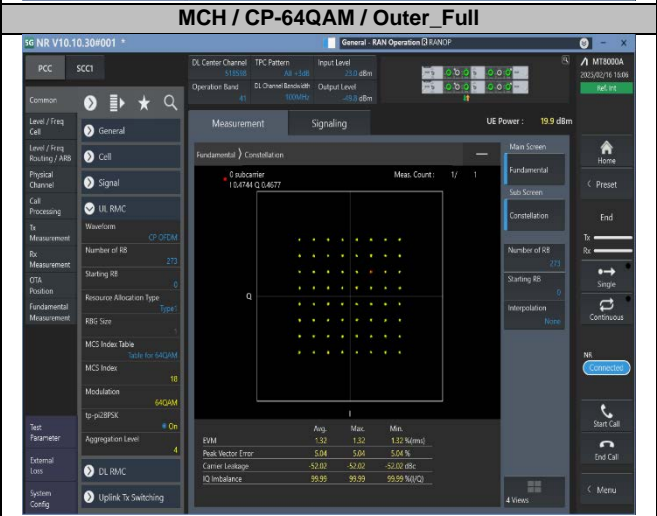 MCH / CP-64QAM / Outer_Full
5G NR V10.10.30#001 *
General - RAN Operation RANOP
PCC
SCC1
DL Center Channel
518598
TPC Pattern
All +3dB
Input Level
23.0 dBm
Operation Band
41
DL Channel Bandwidth
100MHz
Output Level
-49.0 dBm
MT8000A
2023/02/16 16:06
Ref. Int
Common
Level / Freq
Cell
Level / Freq
Routing / ARB
Physical
Channel
Call
Processing
Tx
Measurement
Rx
Measurement
OTA
Position
Fundamental
Measurement
Test
Parameter
External
Loss
System
Config
General
Cell
Signal
UL RMC
Waveform
CP OFDM
Number of RB
273
Starting RB
0
Resource Allocation Type
Type1
RBG Size
1
MCS Index Table
Table for 64QAM
MCS Index
18
Modulation
64QAM
tp-pi2BPSK
On
Aggregation Level
4
DL RMC
Uplink Tx Switching
Measurement
Signaling
UE Power : 19.9 dBm
Fundamental
Constellation
0 subcarrier
I 0.4744 Q 0.4677
Meas. Count : 1/ 1
Q
I
Avg. Max. Min.
EVM 1.32 1.32 1.32 %(rms)
Peak Vector Error 5.04 5.04 5.04 %
Carrier Leakage -52.02 -52.02 -52.02 dBc
IQ Imbalance 99.99 99.99 99.99 %(I/Q)
Main Screen
Fundamental
Sub Screen
Constellation
Number of RB
273
Starting RB
0
Interpolation
None
4 Views
Home
Preset
End
Tx
Rx
Single
Continuous
NR
Connected
Start Call
End Call
Menu